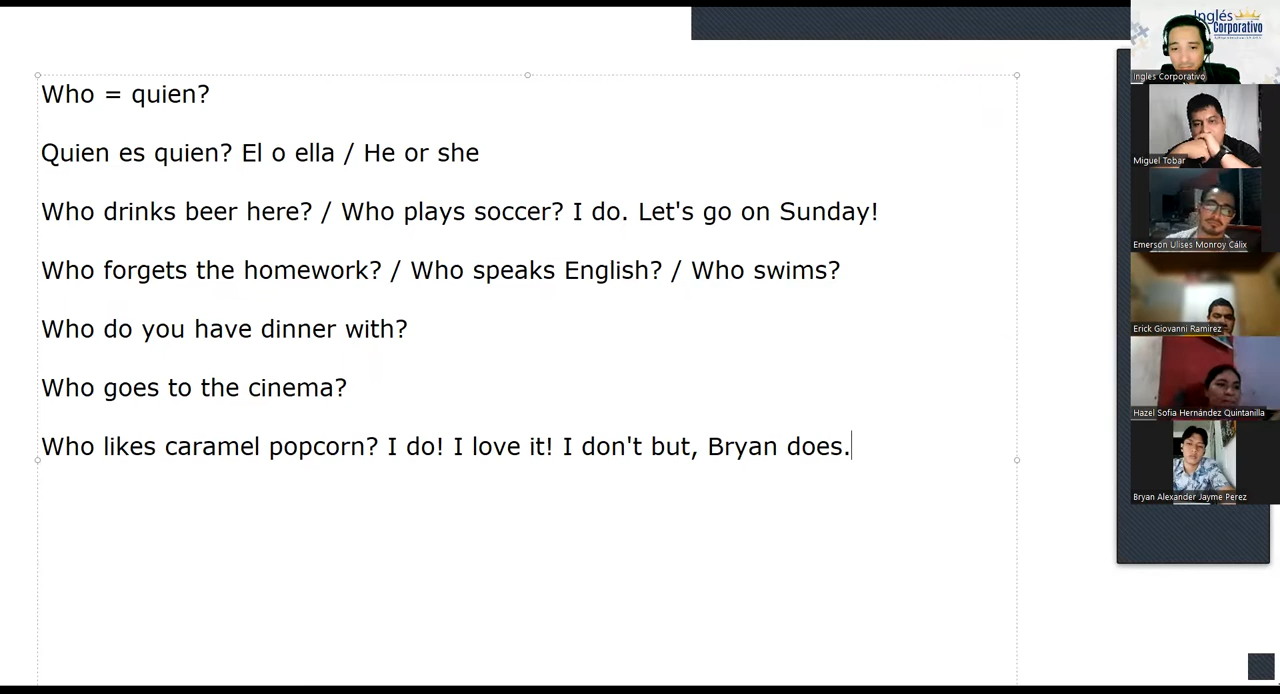 Who = quien?
Quien es quien? El o ella / He or she
Who drinks beer here? / Who plays soccer? I do. Let's go on Sunday!
Who forgets the homework? / Who speaks English? / Who swims?
Who do you have dinner with?
Who goes to the cinema?
Who likes caramel popcorn? I do! I love it! I don't but, Bryan does.
Inglés
Corporativo
Ingles Corporativo
Miguel Tobar
Emerson Ulises Monroy Cálix
Erick Giovanni Ramirez
Hazel Sofia Hernández Quintanilla
Bryan Alexander Jayme Perez